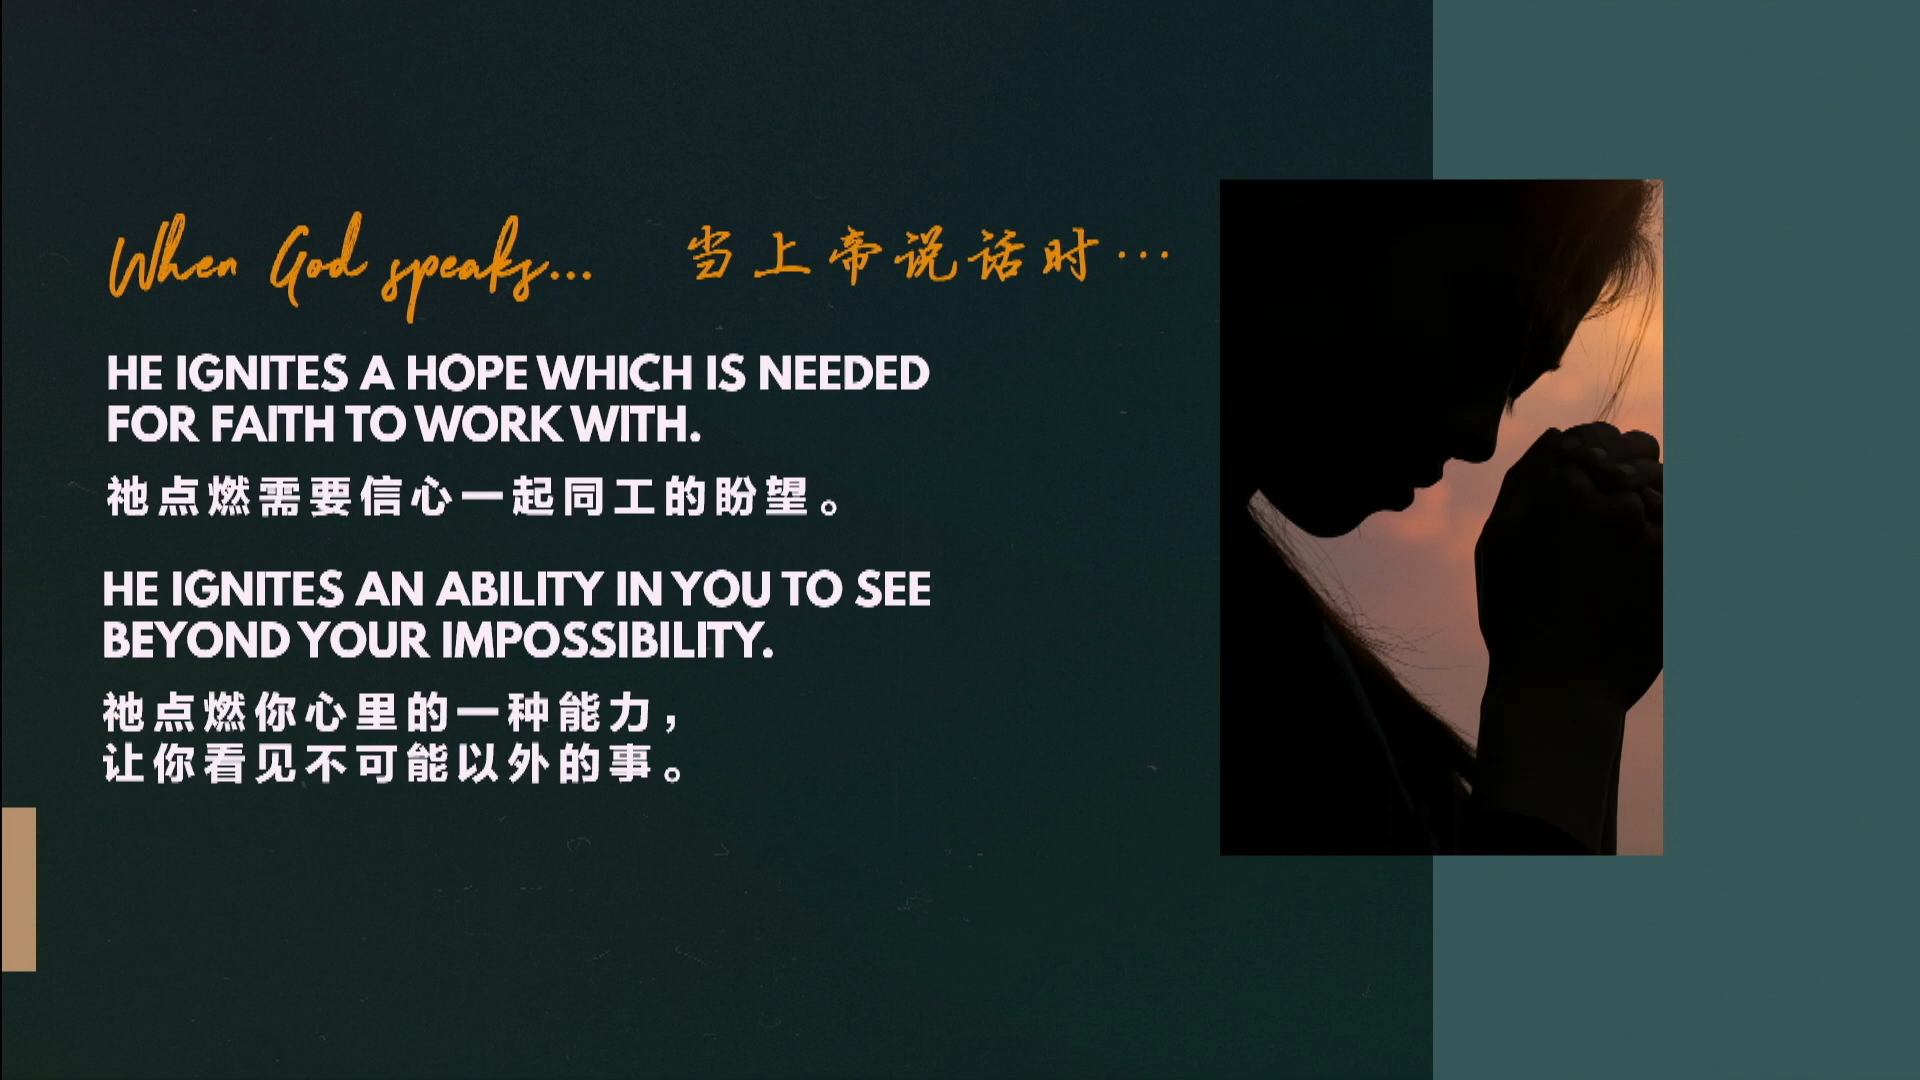 When God speaks... 当上帝说话时…
HE IGNITES A HOPE WHICH IS NEEDED
FOR FAITH TO WORK WITH.
祂点燃需要信心一起同工的盼望。
HE IGNITES AN ABILITY IN YOU TO SEE
BEYOND YOUR IMPOSSIBILITY.
祂点燃你心里的一种能力，
让你看见不可能以外的事。